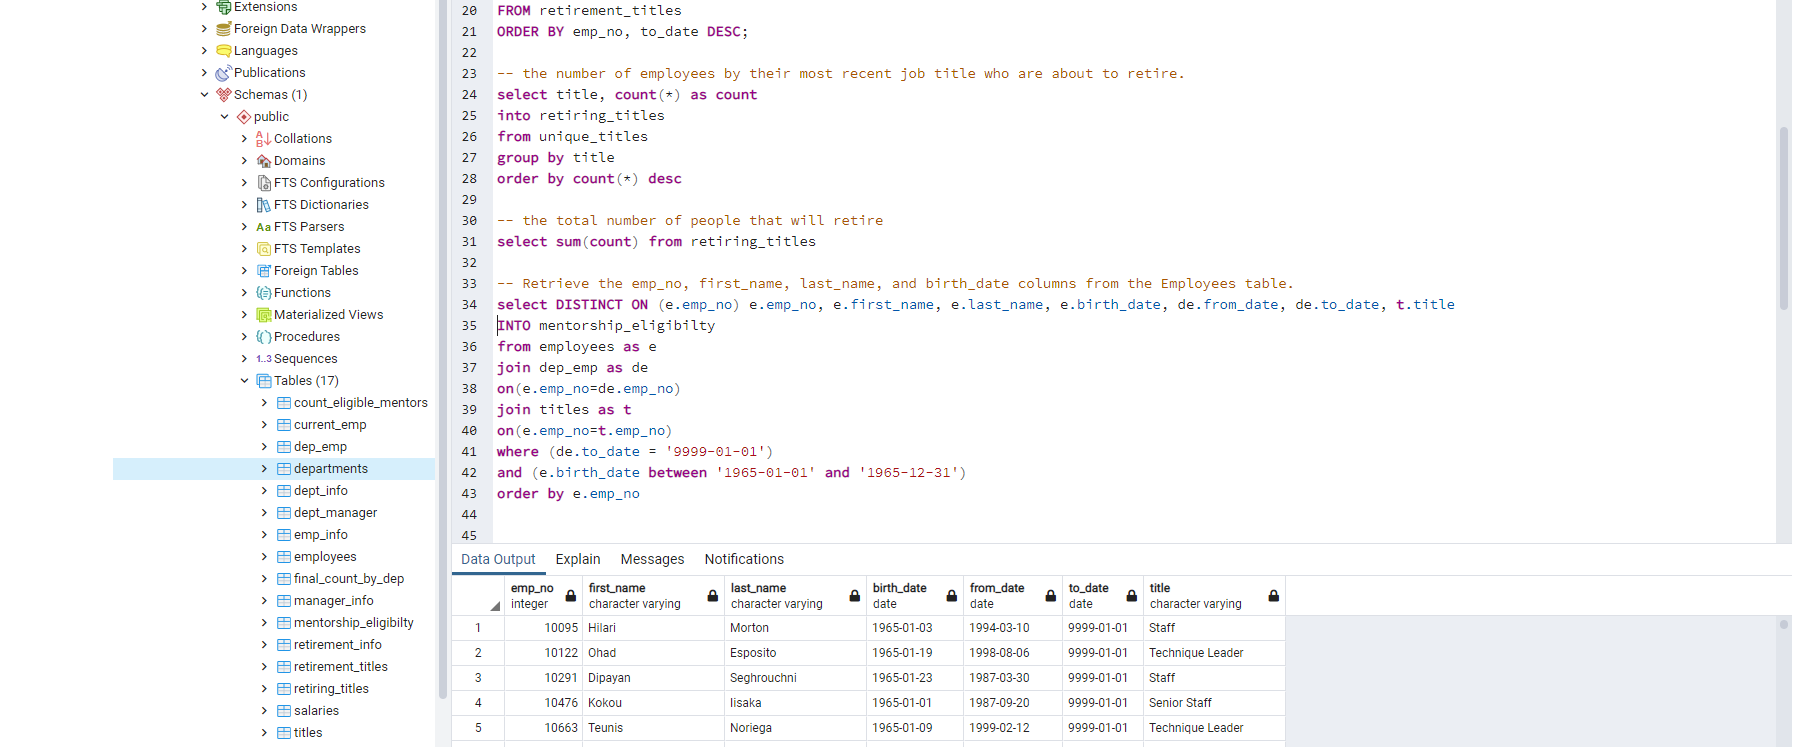 Extensions
Foreign Data Wrappers
Languages
Publications
Schemas (1)
public
Collations
Domains
FTS Configurations
FTS Dictionaries
Aa FTS Parsers
FTS Templates
Foreign Tables
Functions
Materialized Views
Procedures
1..3 Sequences
Tables (17)
count_eligible_mentors
current_emp
dep_emp
departments
dept_info
dept_manager
emp_info
employees
final_count_by_dep
manager_info
mentorship_eligibilty
retirement_info
retirement_titles
retiring_titles
salaries
titles
20 FROM retirement_titles
21 ORDER BY emp_no, to_date DESC;
22
23 -- the number of employees by their most recent job title who are about to retire.
24 select title, count(*) as count
25 into retiring_titles
26 from unique_titles
27 group by title
28 order by count(*) desc
29
30 -- the total number of people that will retire
31 select sum(count) from retiring_titles
32
33 -- Retrieve the emp_no, first_name, last_name, and birth_date columns from the Employees table.
34 select DISTINCT ON (e.emp_no) e.emp_no, e.first_name, e.last_name, e.birth_date, de.from_date, de.to_date, t.title
35 INTO mentorship_eligibilty
36 from employees as e
37 join dep_emp as de
38 on(e.emp_no=de.emp_no)
39 join titles as t
40 on(e.emp_no=t.emp_no)
41 where (de.to_date = '9999-01-01')
42 and (e.birth_date between '1965-01-01' and '1965-12-31')
43 order by e.emp_no
44
45
Data Output Explain Messages Notifications
emp_no first_name last_name birth_date from_date to_date title
integer character varying character varying date date date character varying
1 10095 Hilari Morton 1965-01-03 1994-03-10 9999-01-01 Staff
2 10122 Ohad Esposito 1965-01-19 1998-08-06 9999-01-01 Technique Leader
3 10291 Dipayan Seghrouchni 1965-01-23 1987-03-30 9999-01-01 Staff
4 10476 Kokou Iisaka 1965-01-01 1987-09-20 9999-01-01 Senior Staff
5 10663 Teunis Noriega 1965-01-09 1999-02-12 9999-01-01 Technique Leader